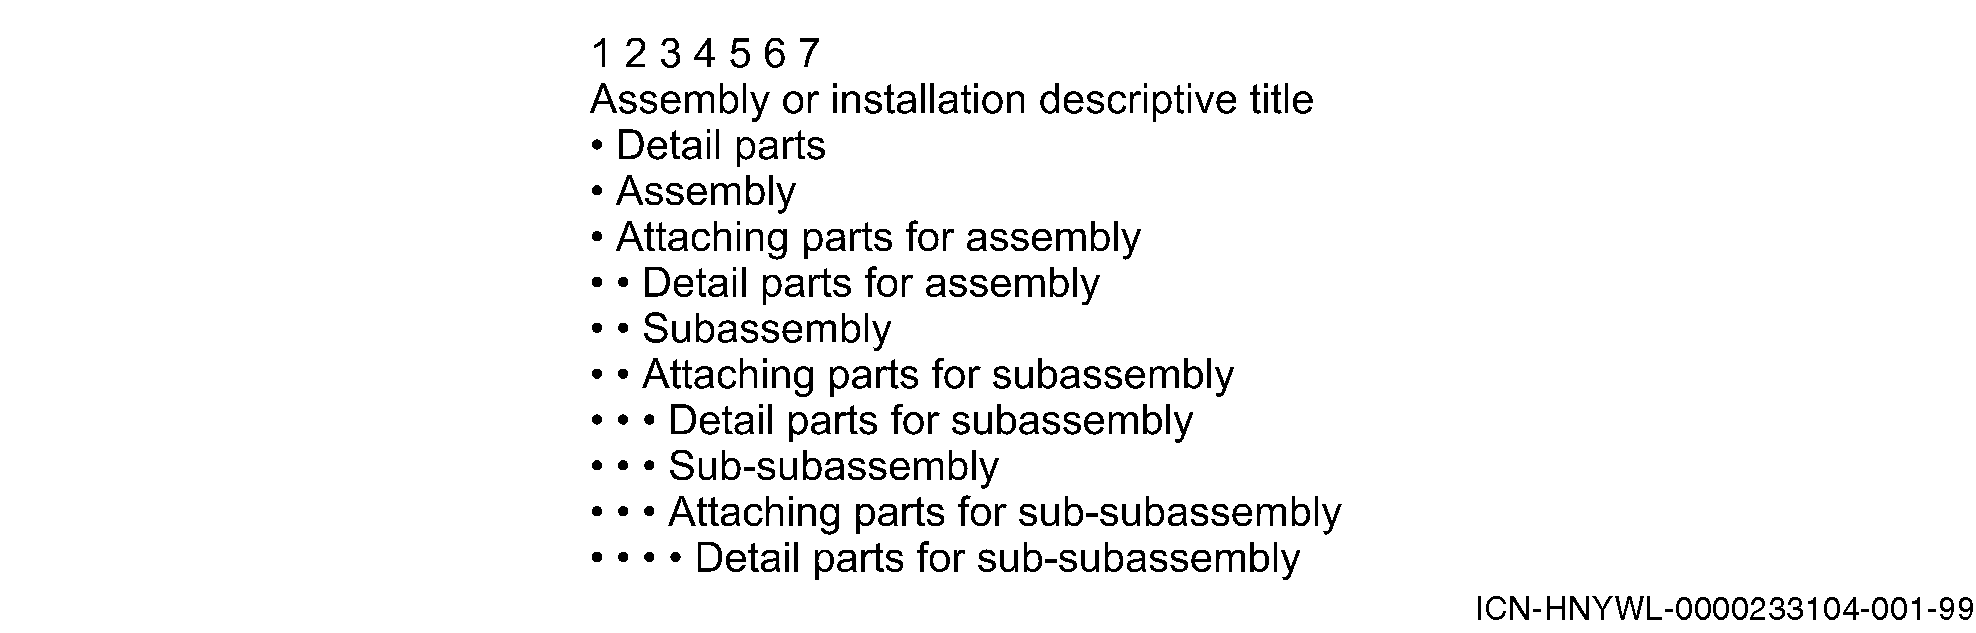 1 2 3 4 5 6 7
Assembly or installation descriptive title
• Detail parts
• Assembly
• Attaching parts for assembly
• • Detail parts for assembly
• • Subassembly
• • Attaching parts for subassembly
• • • Detail parts for subassembly
• • • Sub-subassembly
• • • Attaching parts for sub-subassembly
• • • • Detail parts for sub-subassembly
ICN-HNYWL-0000233104-001-99